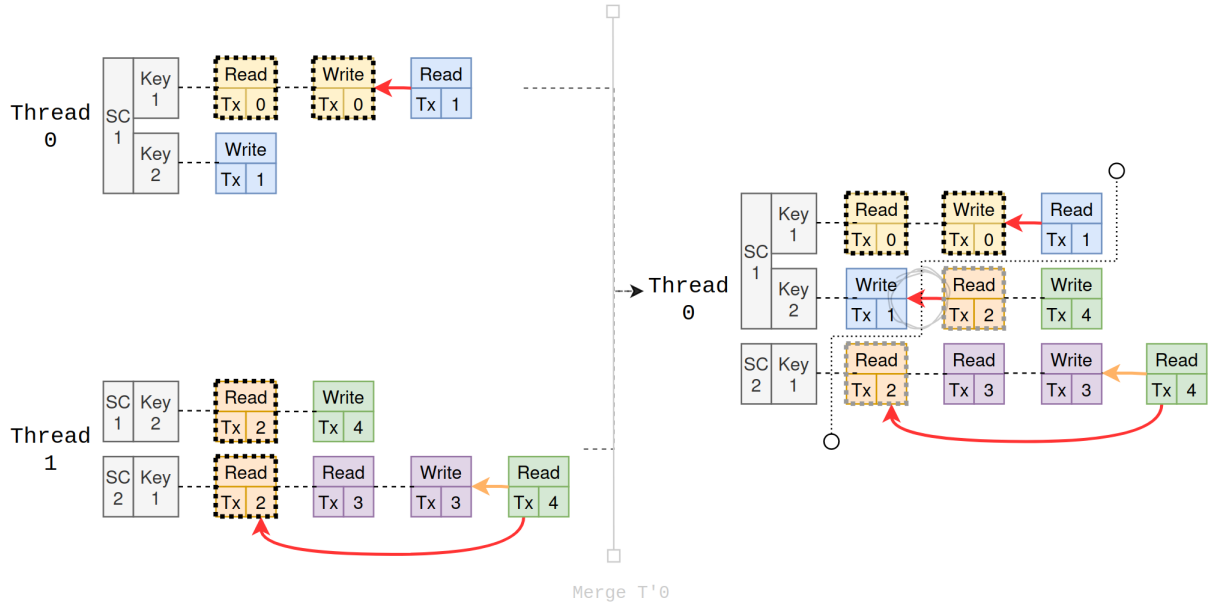 Thread
0
SC
1
Key
1
Read
Tx 0
Write
Tx 0
Read
Tx 1
Key
2
Write
Tx 1
Thread
1
SC
1
Key
2
Read
Tx 2
Write
Tx 4
SC
2
Key
1
Read
Tx 2
Read
Tx 3
Write
Tx 3
Read
Tx 4
Thread
0
SC
1
Key
1
Read
Tx 0
Write
Tx 0
Read
Tx 1
Key
2
Write
Tx 1
Read
Tx 2
Write
Tx 4
SC
2
Key
1
Read
Tx 2
Read
Tx 3
Write
Tx 3
Read
Tx 4
Merge T'0